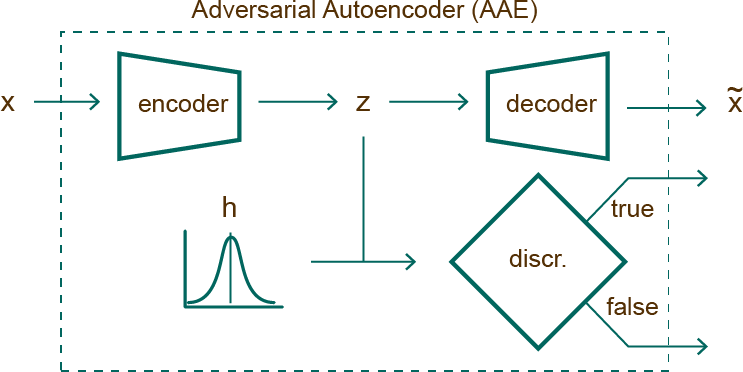 Adversarial Autoencoder (AAE)
x
encoder
z
decoder
x̃
h
discr.
true
false